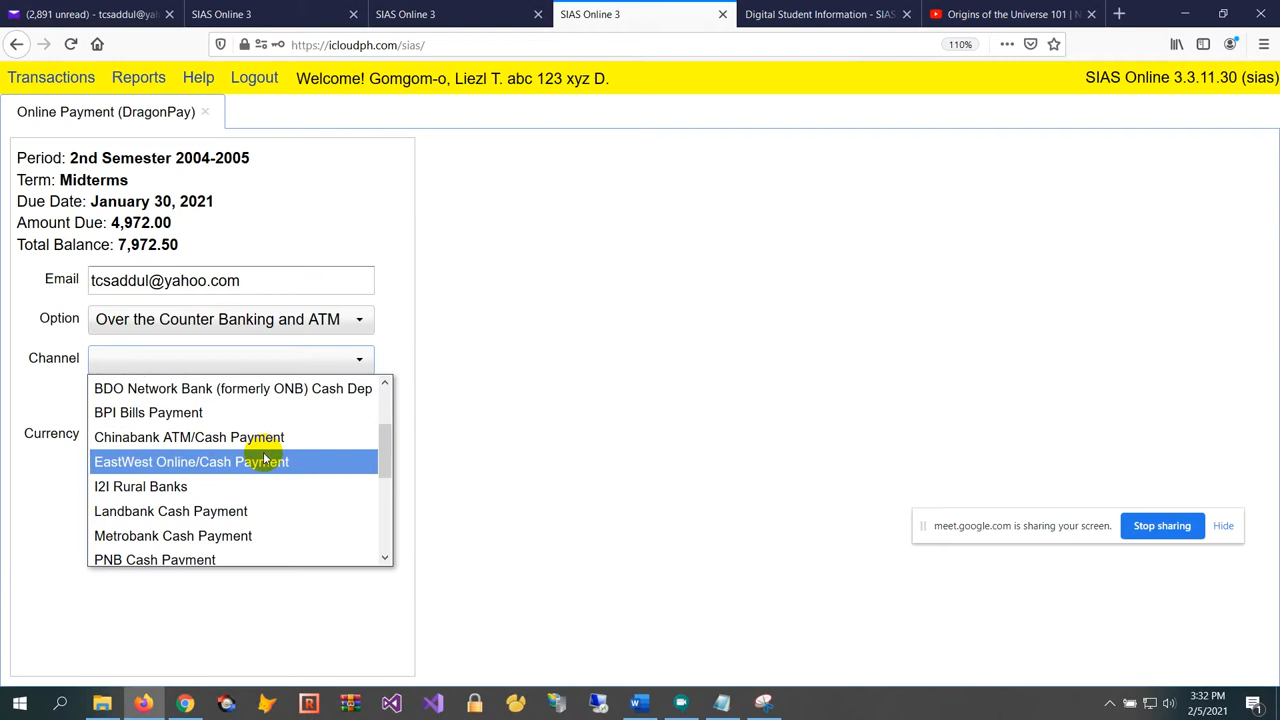 (2,891 unread) - tcsaddul@yah
SIAS Online 3
SIAS Online 3
SIAS Online 3
Digital Student Information - SIAS
Origins of the Universe 101 | N
https://icloudph.com/sias/
110%
Transactions Reports Help Logout Welcome! Gomgom-o, Liezl T. abc 123 xyz D.
SIAS Online 3.3.11.30 (sias)
Online Payment (DragonPay)
Period: 2nd Semester 2004-2005
Term: Midterms
Due Date: January 30, 2021
Amount Due: 4,972.00
Total Balance: 7,972.50
Email tcsaddul@yahoo.com
Option Over the Counter Banking and ATM
Channel
BDO Network Bank (formerly ONB) Cash Dep
BPI Bills Payment
Chinabank ATM/Cash Payment
Currency
EastWest Online/Cash Payment
I2I Rural Banks
Landbank Cash Payment
Metrobank Cash Payment
PNB Cash Payment
meet.google.com is sharing your screen. Stop sharing Hide
3:32 PM
2/5/2021